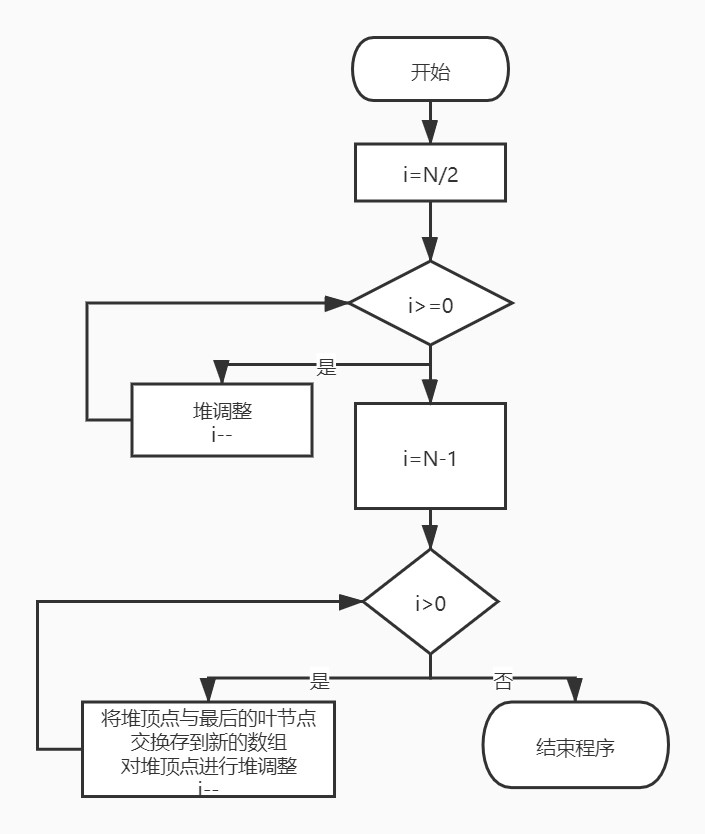 开始
i=N/2
i>=0
是
堆调整
i--
i=N-1
i>0
是
否
将堆顶点与最后的叶节点
交换存到新的数组
对堆顶点进行堆调整
i--
结束程序